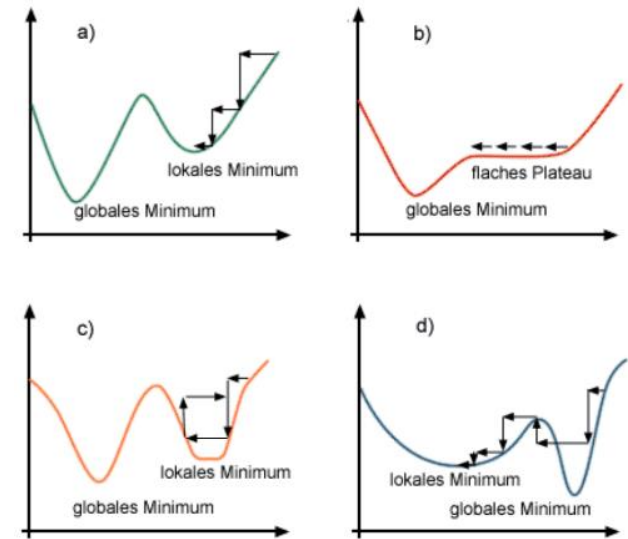 a)
lokales Minimum
globales Minimum
b)
flaches Plateau
globales Minimum
c)
lokales Minimum
globales Minimum
d)
lokales Minimum
globales Minimum